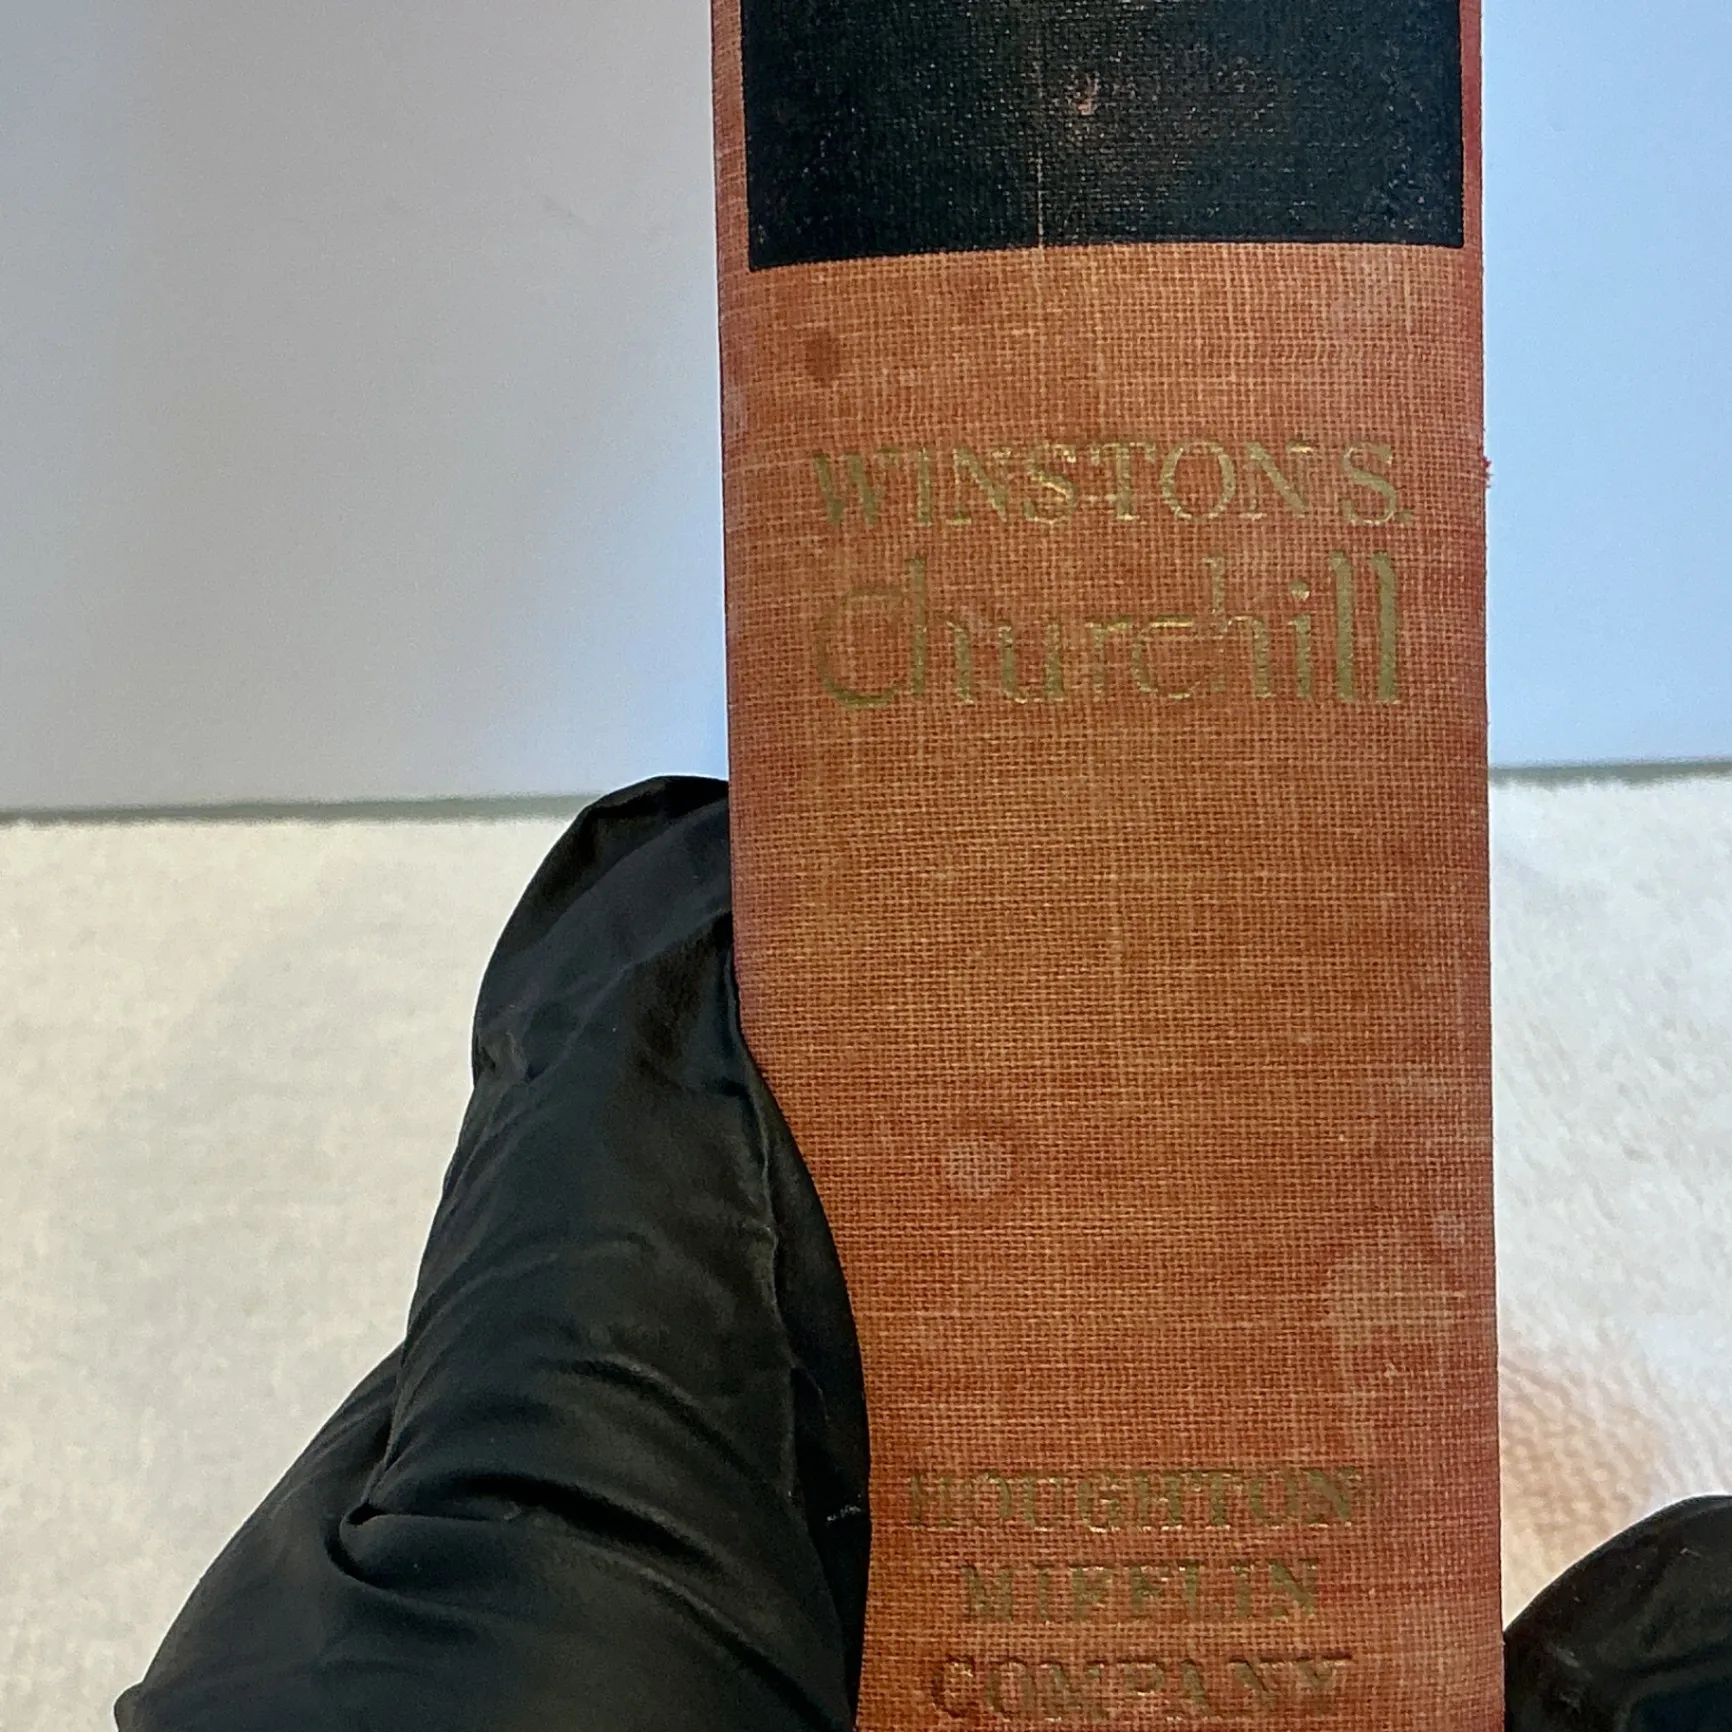 WINSTON S.
Churchill
HOUGHTON
MIFFLIN
COMPANY